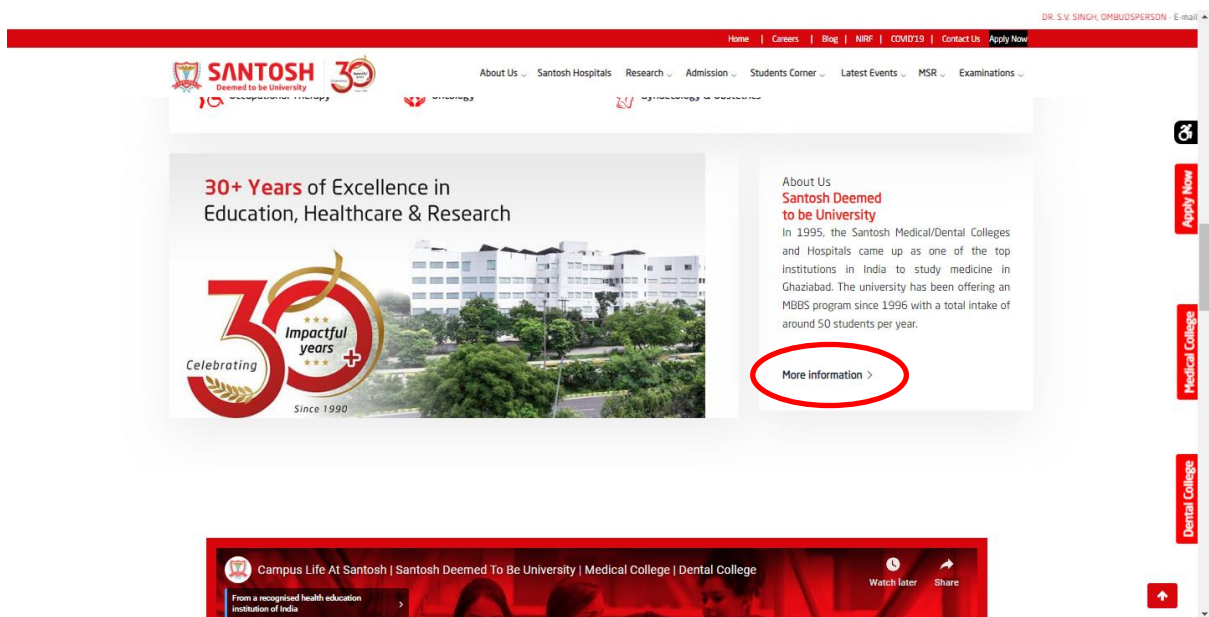 DR. S.V. SINGH, OMBUDSPERSON - E-mail
Home | Careers | Blog | NIRF | COVID'19 | Contact Us Apply Now
SANTOSH
Deemed to be University
30
About Us Santosh Hospitals Research Admission Students Corner Latest Events MSR Examinations
Occupational Therapy Oncology Gynaecology & Obstetrics
30+ Years of Excellence in
Education, Healthcare & Research
30
Impactful
years
+
Celebrating
Since 1990
About Us
Santosh Deemed
to be University
In 1995, the Santosh Medical/Dental Colleges
and Hospitals came up as one of the top
institutions in India to study medicine in
Ghaziabad. The university has been offering an
MBBS program since 1996 with a total intake of
around 50 students per year.
More information >
Apply Now
Medical College
Dental College
Campus Life At Santosh | Santosh Deemed To Be University | Medical College | Dental College
Watch later Share
From a recognised health education
institution of India